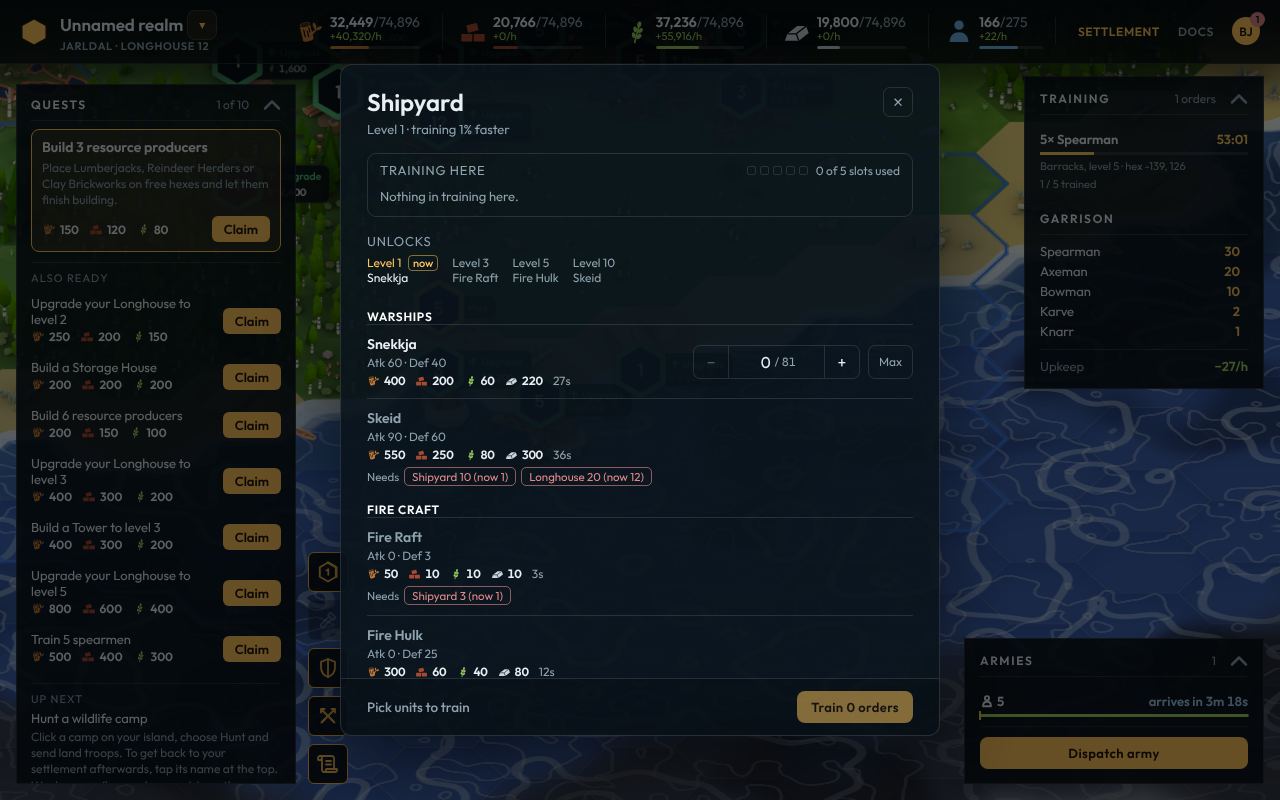 Unnamed realm
JARLDAL · LONGHOUSE 12
32,449/74,896
+40,320/h
20,766/74,896
+0/h
37,236/74,896
+55,916/h
19,800/74,896
+0/h
166/275
+22/h
SETTLEMENT
DOCS
BJ
1
QUESTS
1 of 10
Build 3 resource producers
Place Lumberjacks, Reindeer Herders or
Clay Brickworks on free hexes and let them
finish building.
150 120 80
Claim
ALSO READY
Upgrade your Longhouse to
level 2
250 200 150
Claim
Build a Storage House
200 200 200
Claim
Build 6 resource producers
200 150 100
Claim
Upgrade your Longhouse to
level 3
400 300 200
Claim
Build a Tower to level 3
400 300 200
Claim
Upgrade your Longhouse to
level 5
800 600 400
Claim
Train 5 spearmen
500 400 300
Claim
UP NEXT
Hunt a wildlife camp
Click a camp on your island, choose Hunt and
send land troops. To get back to your
settlement afterwards, tap its name at the top.
1,600
1
Shipyard
×
Level 1 · training 1% faster
TRAINING HERE
0 of 5 slots used
Nothing in training here.
UNLOCKS
Level 1 now
Snekkja
Level 3
Fire Raft
Level 5
Fire Hulk
Level 10
Skeid
WARSHIPS
Snekkja
Atk 60 · Def 40
400 200 60 220 27s
− 0 / 81 +
Max
Skeid
Atk 90 · Def 60
550 250 80 300 36s
Needs Shipyard 10 (now 1) Longhouse 20 (now 12)
FIRE CRAFT
Fire Raft
Atk 0 · Def 3
50 10 10 10 3s
Needs Shipyard 3 (now 1)
Fire Hulk
Atk 0 · Def 25
300 60 40 80 12s
Pick units to train
Train 0 orders
TRAINING
1 orders
5× Spearman
53:01
Barracks, level 5 · hex -139, 126
1 / 5 trained
GARRISON
Spearman 30
Axeman 20
Bowman 10
Karve 2
Knarr 1
Upkeep −27/h
ARMIES
1
5
arrives in 3m 18s
Dispatch army